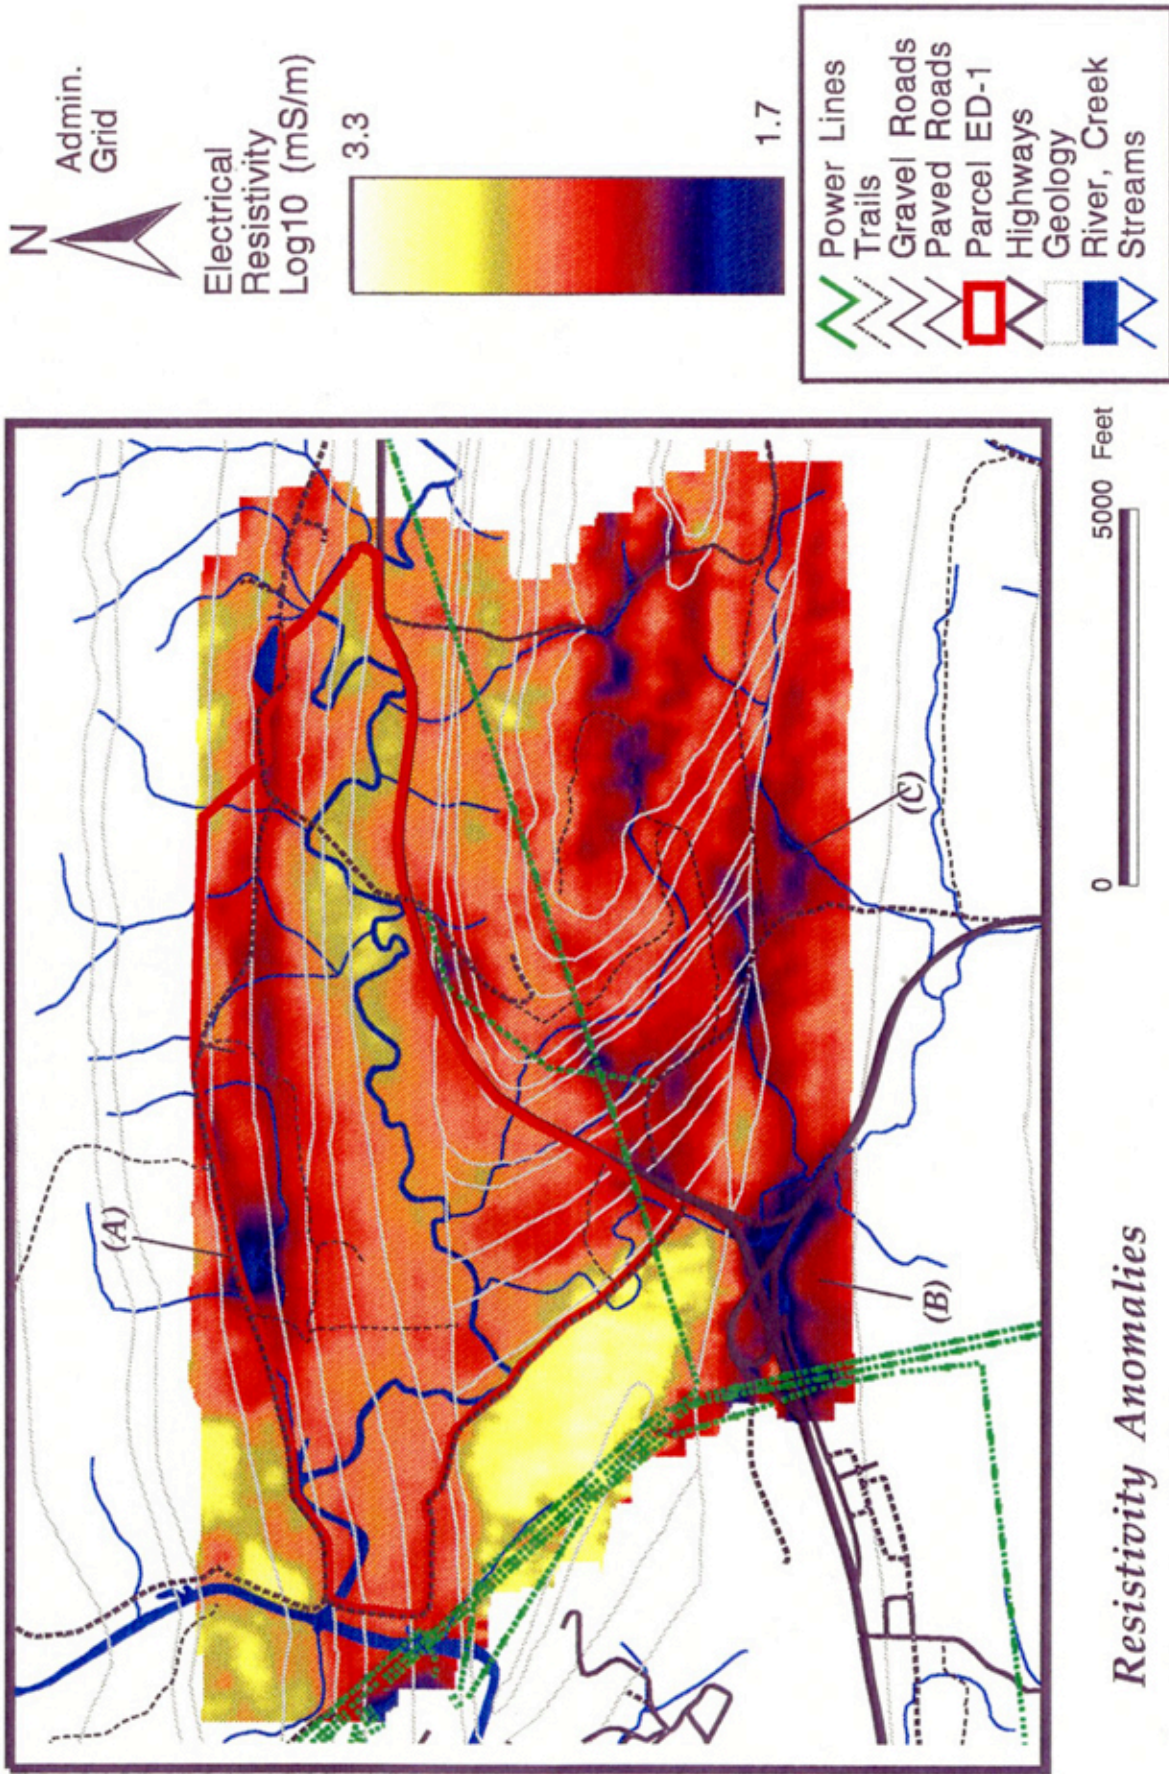 N
Admin.
Grid
Electrical
Resistivity
Log10 (mS/m)
3.3
1.7
Power Lines
Trails
Gravel Roads
Paved Roads
Parcel ED-1
Highways
Geology
River, Creek
Streams
(A)
(B)
(C)
0
5000 Feet
Resistivity Anomalies